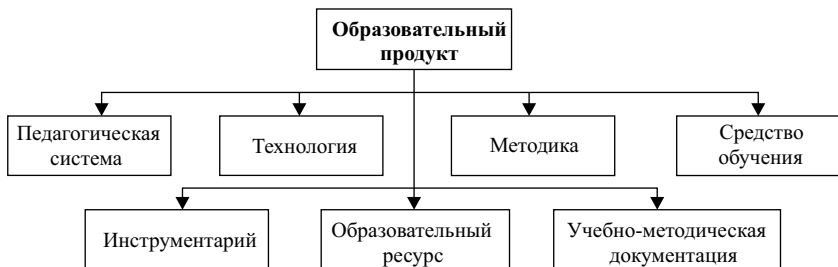 Образовательный
продукт
Педагогическая
система
Технология
Методика
Средство
обучения
Инструментарий
Образовательный
ресурс
Учебно-методическая
документация